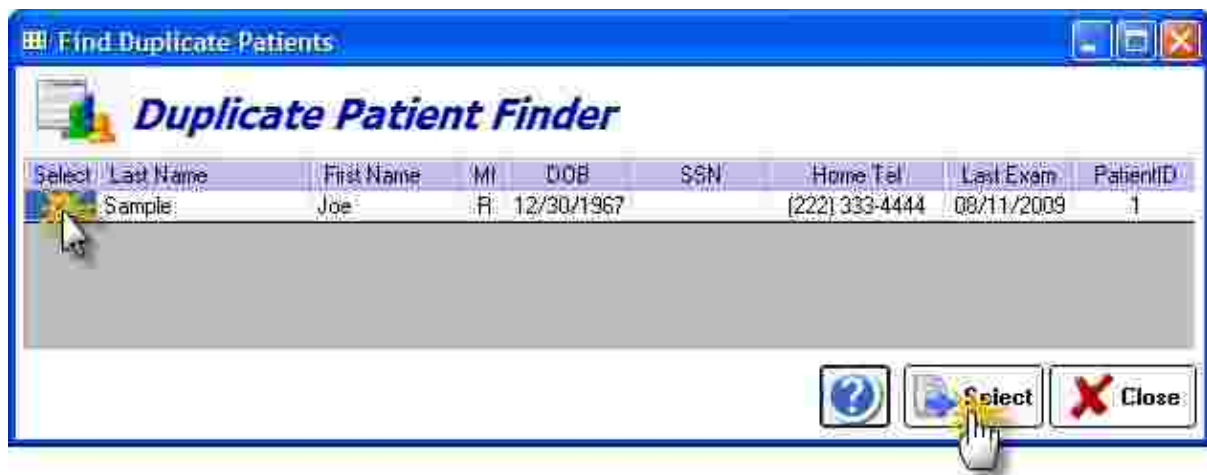 Find Duplicate Patients
Duplicate Patient Finder
Select Last Name First Name MI DOB SSN Home Tel Last Exam PatientID
Sample Joe R 12/30/1967 (222) 333-4444 08/11/2009 1
Select Close